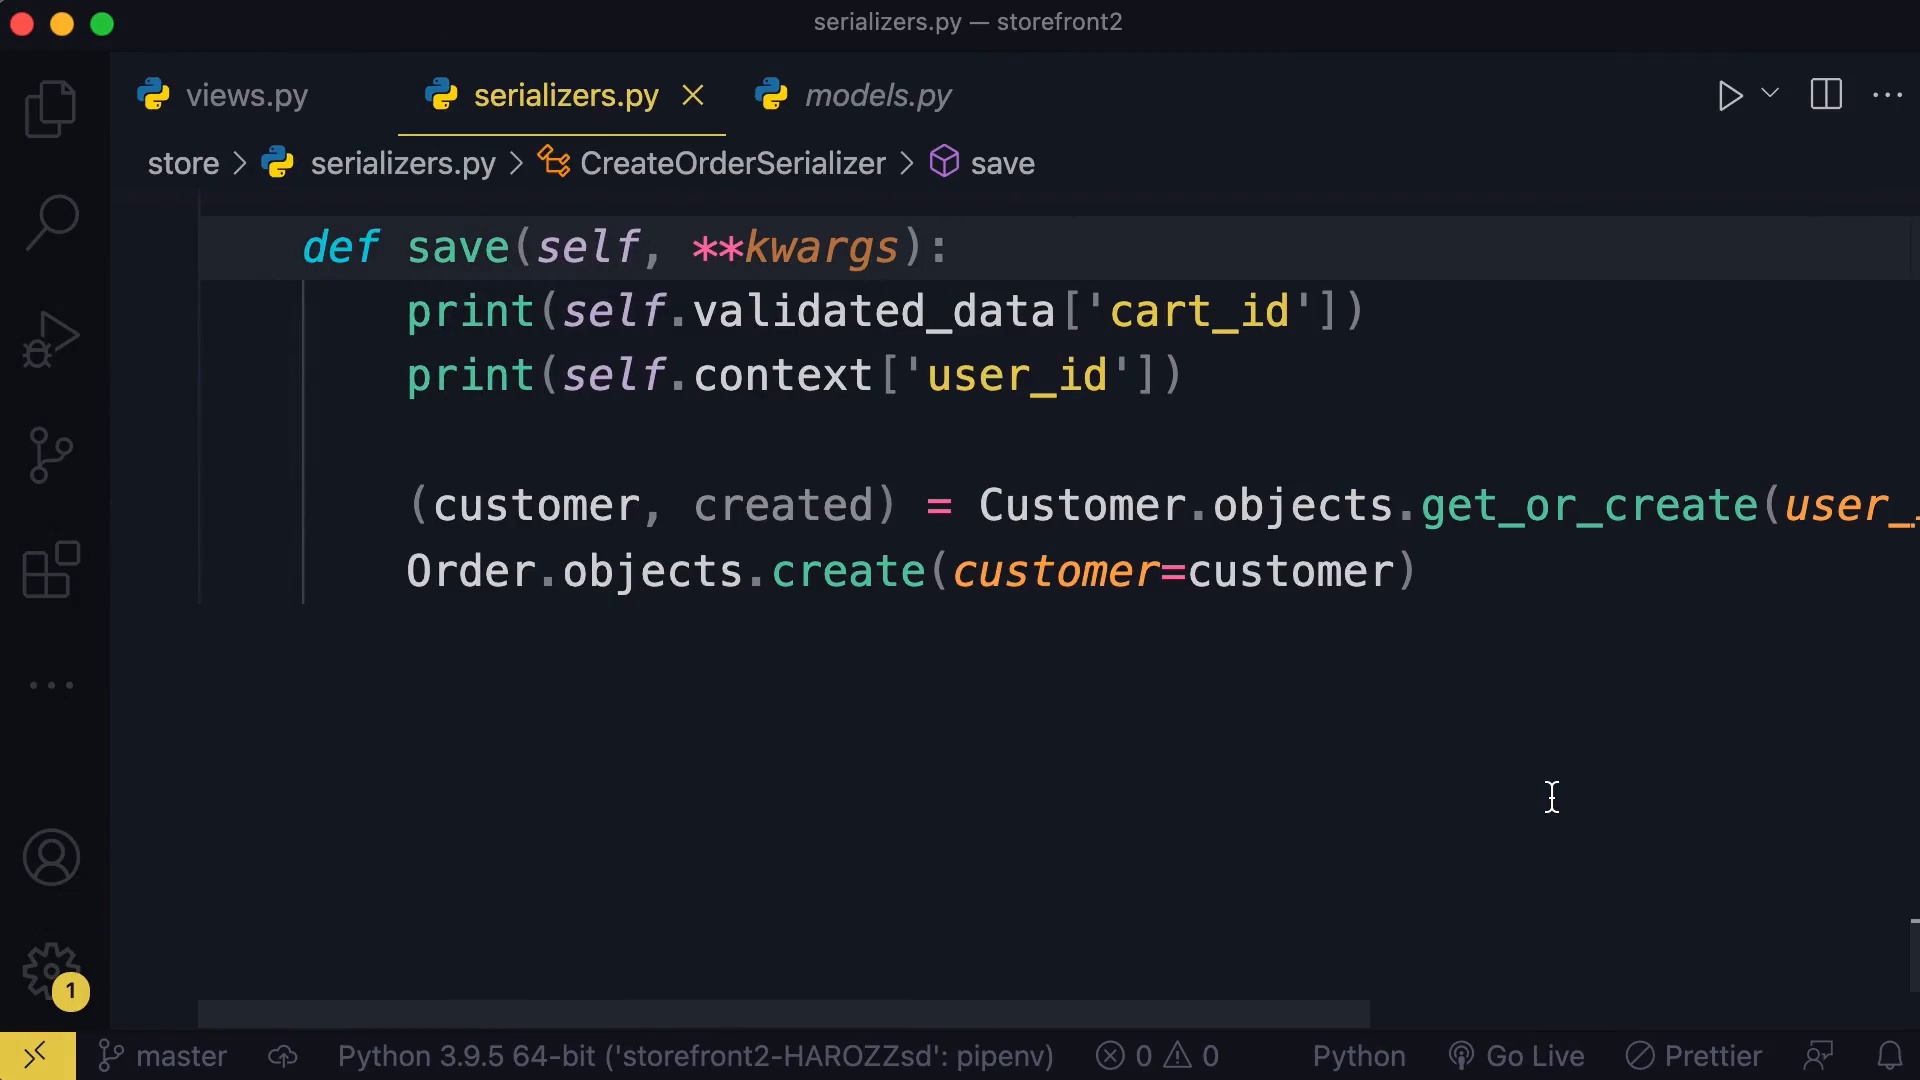 serializers.py — storefront2
views.py serializers.py models.py
store > serializers.py > CreateOrderSerializer > save
def save(self, **kwargs):
print(self.validated_data['cart_id'])
print(self.context['user_id'])
(customer, created) = Customer.objects.get_or_create(user_
Order.objects.create(customer=customer)
1
master Python 3.9.5 64-bit ('storefront2-HAROZZsd': pipenv) 0 0 Python Go Live Prettier